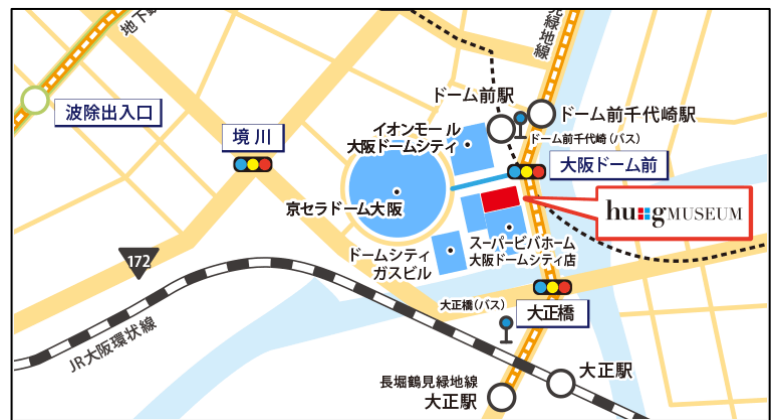 地下鉄
見緑地線
波除出入口
境 川
ドーム前駅
ドーム前千代崎駅
ドーム前千代崎（バス）
イオンモール
大阪ドームシティ
大阪ドーム前
京セラドーム大阪
hu g MUSEUM
スーパービバホーム
大阪ドームシティ店
ドームシティ
ガスビル
172
大正橋（バス）
大正橋
JR大阪環状線
大正駅
長堀鶴見緑地線
大正駅